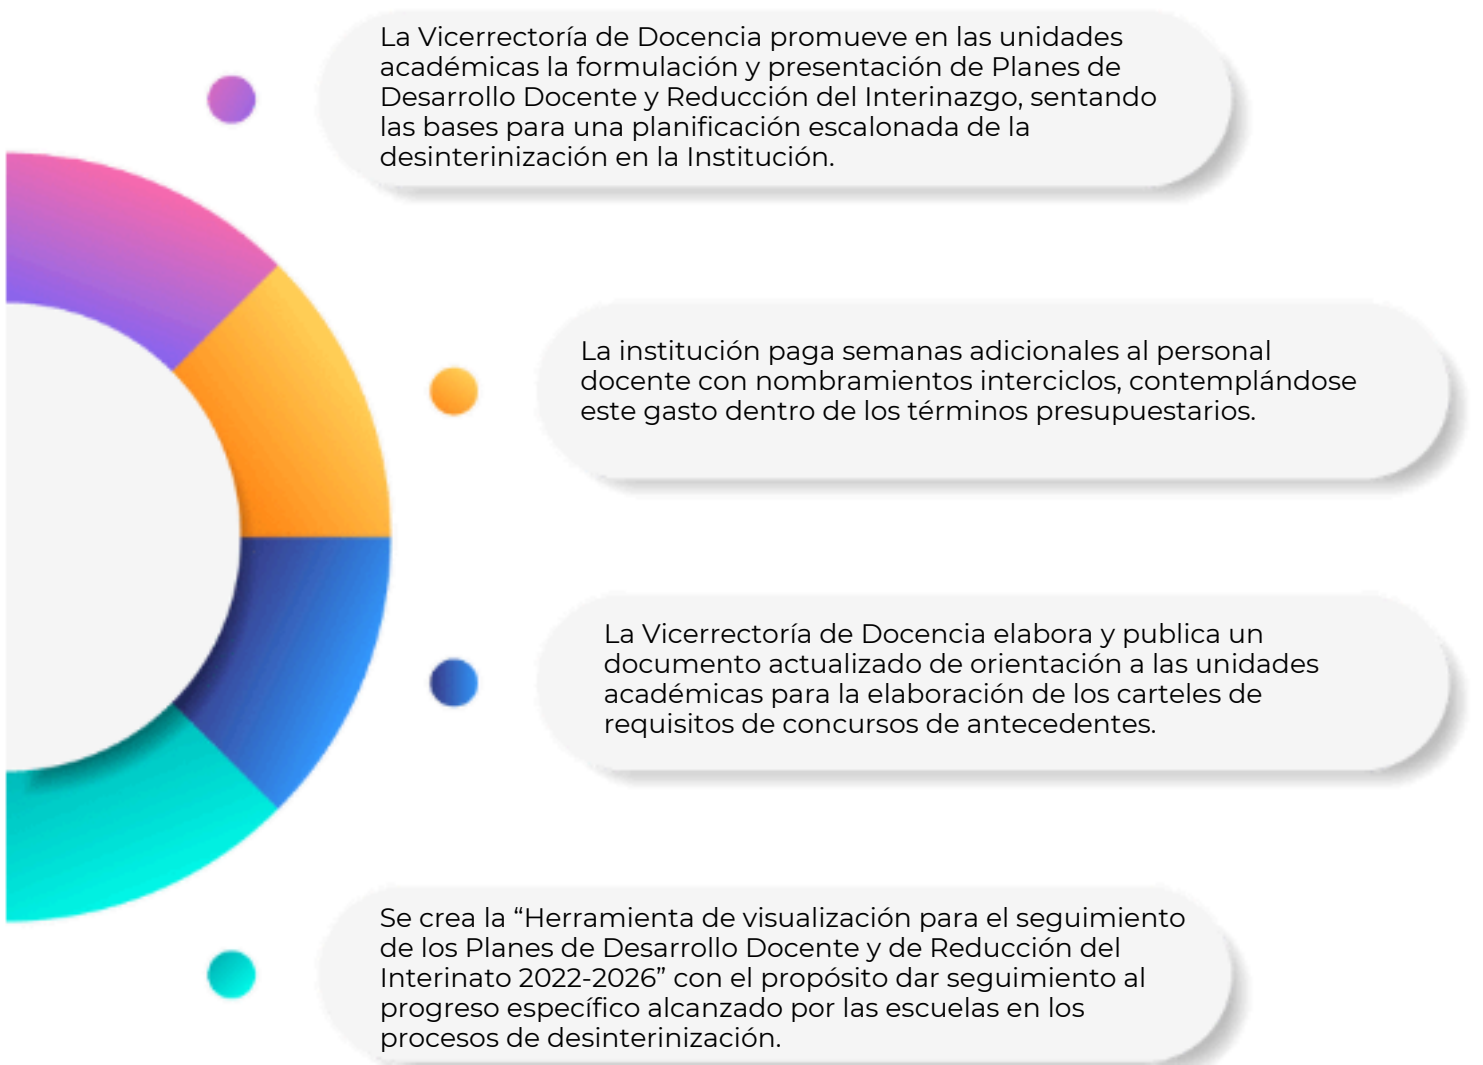 La Vicerrectoría de Docencia promueve en las unidades
académicas la formulación y presentación de Planes de
Desarrollo Docente y Reducción del Interinazgo, sentando
las bases para una planificación escalonada de la
desinterinización en la Institución.
La institución paga semanas adicionales al personal
docente con nombramientos interciclos, contemplándose
este gasto dentro de los términos presupuestarios.
La Vicerrectoría de Docencia elabora y publica un
documento actualizado de orientación a las unidades
académicas para la elaboración de los carteles de
requisitos de concursos de antecedentes.
Se crea la “Herramienta de visualización para el seguimiento
de los Planes de Desarrollo Docente y de Reducción del
Interinato 2022-2026” con el propósito dar seguimiento al
progreso específico alcanzado por las escuelas en los
procesos de desinterinización.